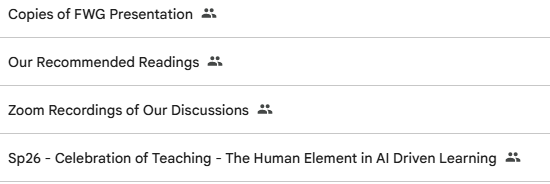 Copies of FWG Presentation
Our Recommended Readings
Zoom Recordings of Our Discussions
Sp26 - Celebration of Teaching - The Human Element in AI Driven Learning